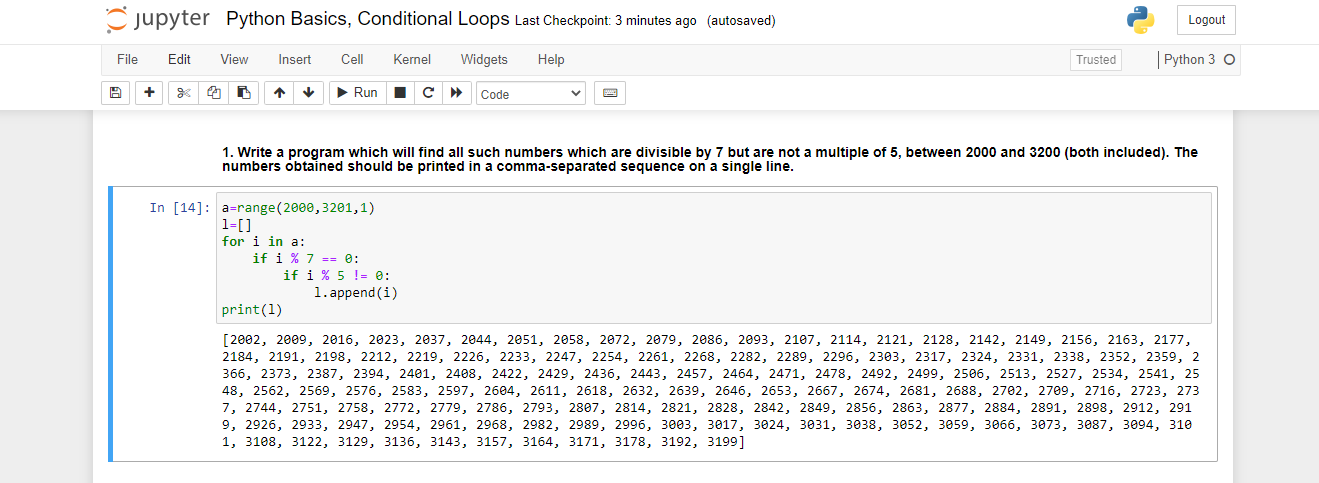 jupyter Python Basics, Conditional Loops Last Checkpoint: 3 minutes ago (autosaved) Logout
File Edit View Insert Cell Kernel Widgets Help Trusted Python 3
Run Code
1. Write a program which will find all such numbers which are divisible by 7 but are not a multiple of 5, between 2000 and 3200 (both included). The
numbers obtained should be printed in a comma-separated sequence on a single line.
In [14]: a=range(2000,3201,1)
l=[]
for i in a:
    if i % 7 == 0:
        if i % 5 != 0:
            l.append(i)
print(l)
[2002, 2009, 2016, 2023, 2037, 2044, 2051, 2058, 2072, 2079, 2086, 2093, 2107, 2114, 2121, 2128, 2142, 2149, 2156, 2163, 2177,
2184, 2191, 2198, 2212, 2219, 2226, 2233, 2247, 2254, 2261, 2268, 2282, 2289, 2296, 2303, 2317, 2324, 2331, 2338, 2352, 2359, 2
366, 2373, 2387, 2394, 2401, 2408, 2422, 2429, 2436, 2443, 2457, 2464, 2471, 2478, 2492, 2499, 2506, 2513, 2527, 2534, 2541, 25
48, 2562, 2569, 2576, 2583, 2597, 2604, 2611, 2618, 2632, 2639, 2646, 2653, 2667, 2674, 2681, 2688, 2702, 2709, 2716, 2723, 273
7, 2744, 2751, 2758, 2772, 2779, 2786, 2793, 2807, 2814, 2821, 2828, 2842, 2849, 2856, 2863, 2877, 2884, 2891, 2898, 2912, 291
9, 2926, 2933, 2947, 2954, 2961, 2968, 2982, 2989, 2996, 3003, 3017, 3024, 3031, 3038, 3052, 3059, 3066, 3073, 3087, 3094, 310
1, 3108, 3122, 3129, 3136, 3143, 3157, 3164, 3171, 3178, 3192, 3199]